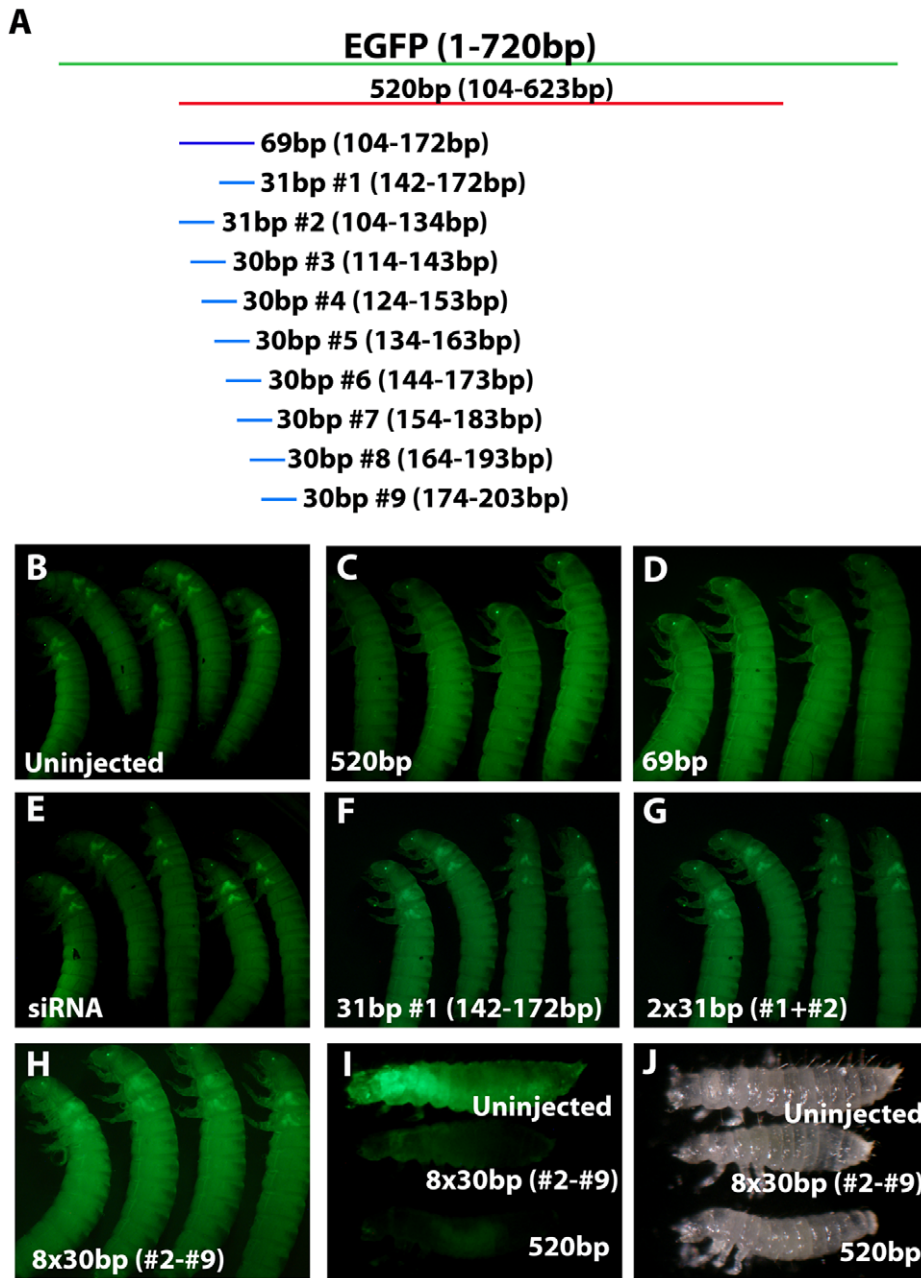 A
EGFP (1-720bp)
520bp (104-623bp)
69bp (104-172bp)
31bp #1 (142-172bp)
31bp #2 (104-134bp)
30bp #3 (114-143bp)
30bp #4 (124-153bp)
30bp #5 (134-163bp)
30bp #6 (144-173bp)
30bp #7 (154-183bp)
30bp #8 (164-193bp)
30bp #9 (174-203bp)
B
Uninjected
C
520bp
D
69bp
E
siRNA
F
31bp #1 (142-172bp)
G
2x31bp (#1+#2)
H
8x30bp (#2-#9)
I
Uninjected
8x30bp (#2-#9)
520bp
J
Uninjected
8x30bp (#2-#9)
520bp